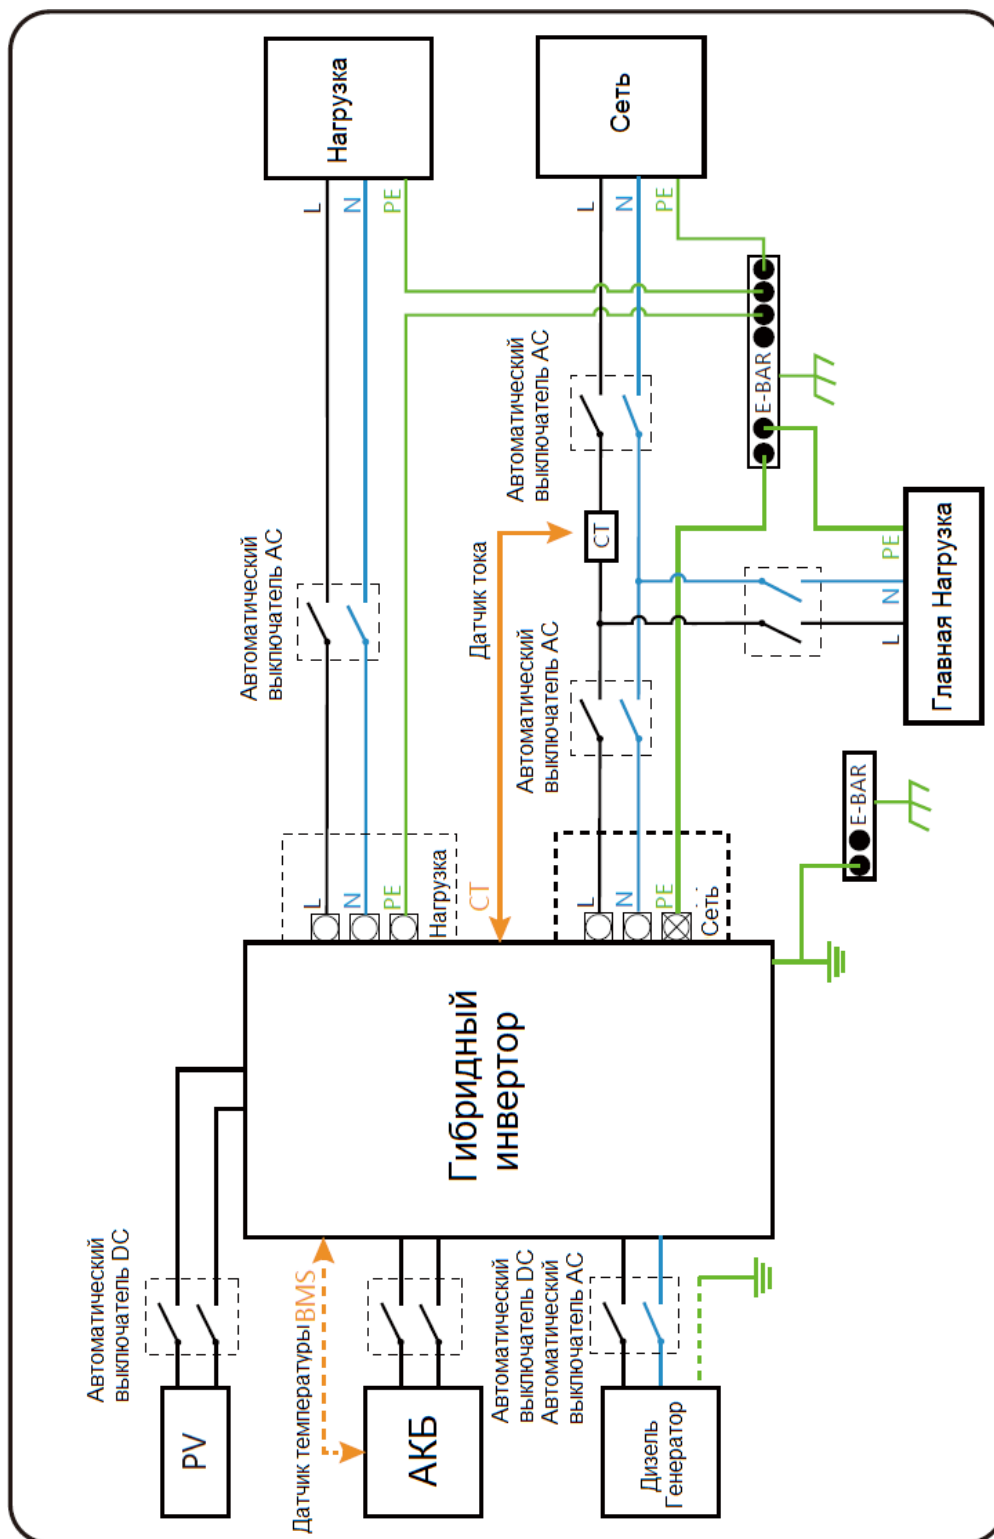 Нагрузка
L
N
PE
Сеть
L
N
PE
Автоматический
выключатель AC
E-BAR
Автоматический
выключатель AC
CT
Датчик тока
Автоматический
выключатель AC
PE
N
L
Главная Нагрузка
E-BAR
L
N
PE
Нагрузка
CT
L
N
PE
Сеть
Гибридный
инвертор
Автоматический
выключатель DC
PV
Датчик температуры
BMS
АКБ
Автоматический
выключатель DC
Автоматический
выключатель AC
Дизель
Генератор